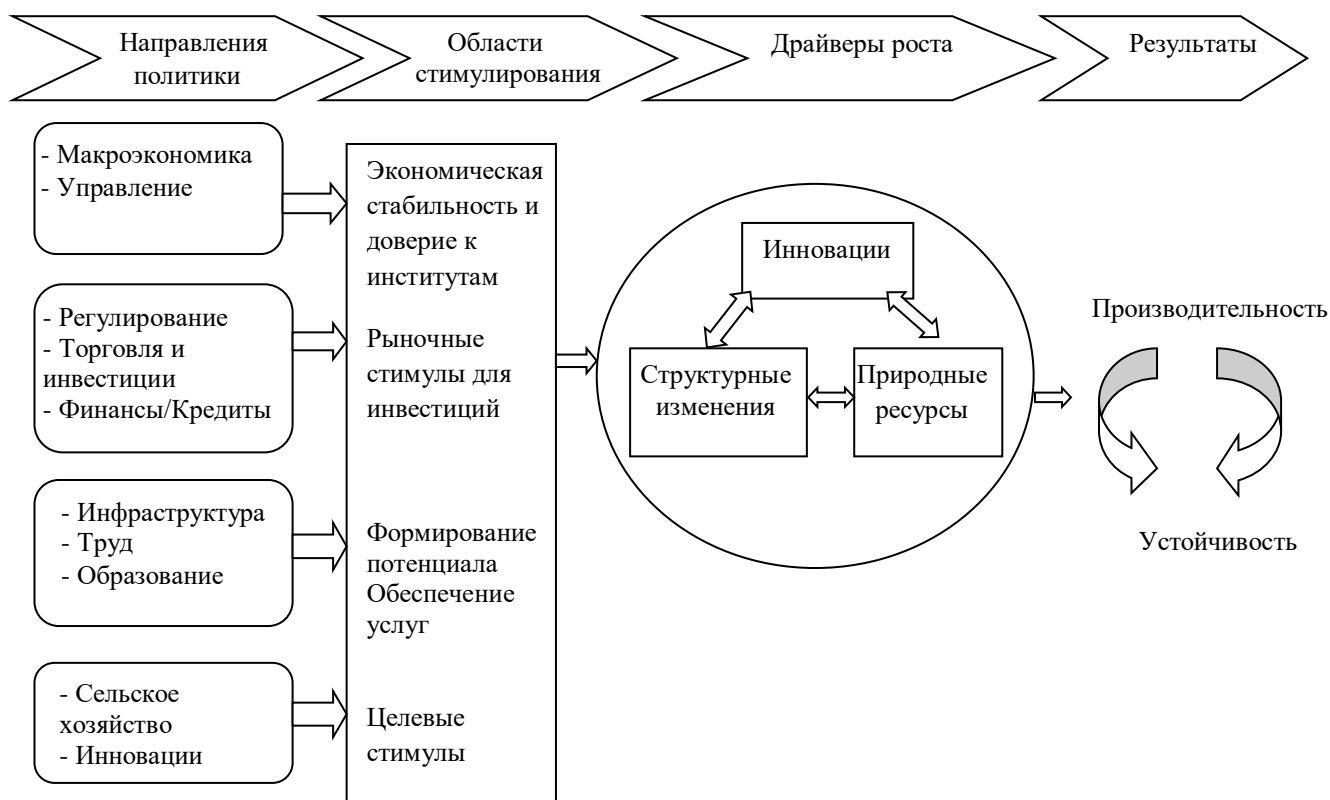 Направления
политики
Области
стимулирования
Драйверы роста
Результаты
- Макроэкономика
- Управление
- Регулирование
- Торговля и
инвестиции
- Финансы/Кредиты
- Инфраструктура
- Труд
- Образование
- Сельское
хозяйство
- Инновации
Экономическая
стабильность и
доверие к
институтам
Рыночные
стимулы для
инвестиций
Формирование
потенциала
Обеспечение
услуг
Целевые
стимулы
Инновации
Структурные
изменения
Природные
ресурсы
Производительность
Устойчивость